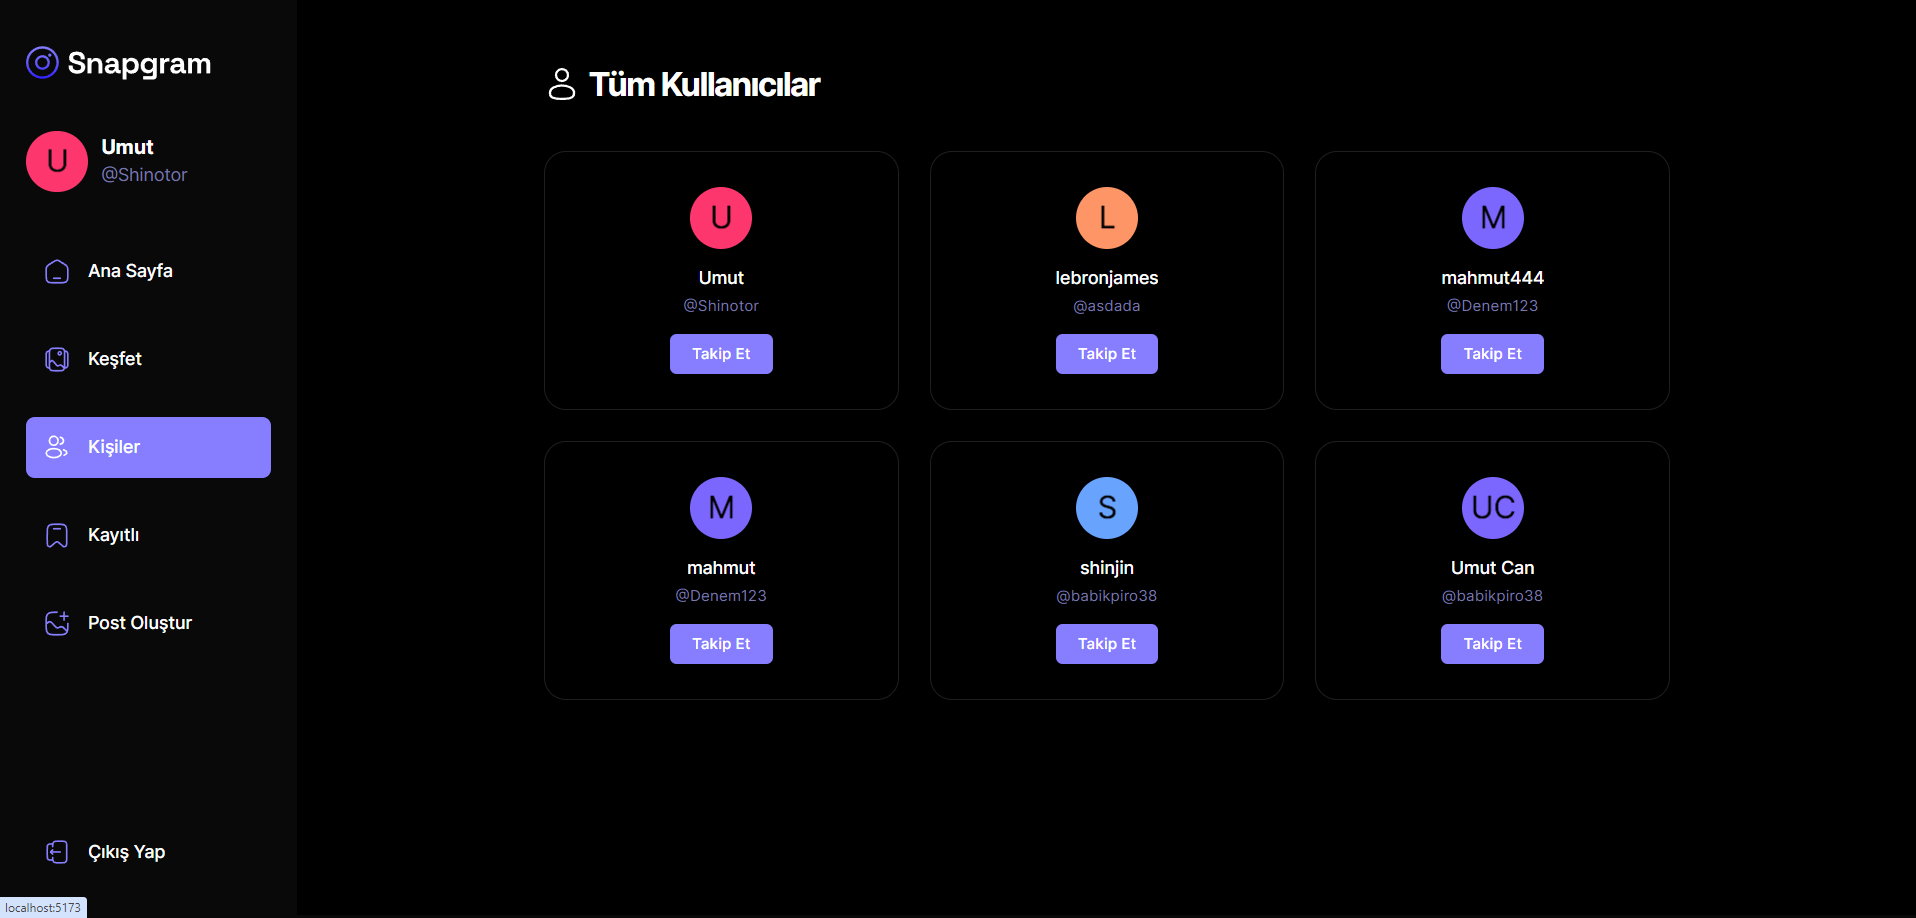 Snapgram
U
Umut
@Shinotor
Ana Sayfa
Keşfet
Kişiler
Kayıtlı
Post Oluştur
Çıkış Yap
localhost:5173
Tüm Kullanıcılar
U
Umut
@Shinotor
Takip Et
L
lebronjames
@asdada
Takip Et
M
mahmut444
@Denem123
Takip Et
M
mahmut
@Denem123
Takip Et
S
shinjin
@babikpiro38
Takip Et
UC
Umut Can
@babikpiro38
Takip Et